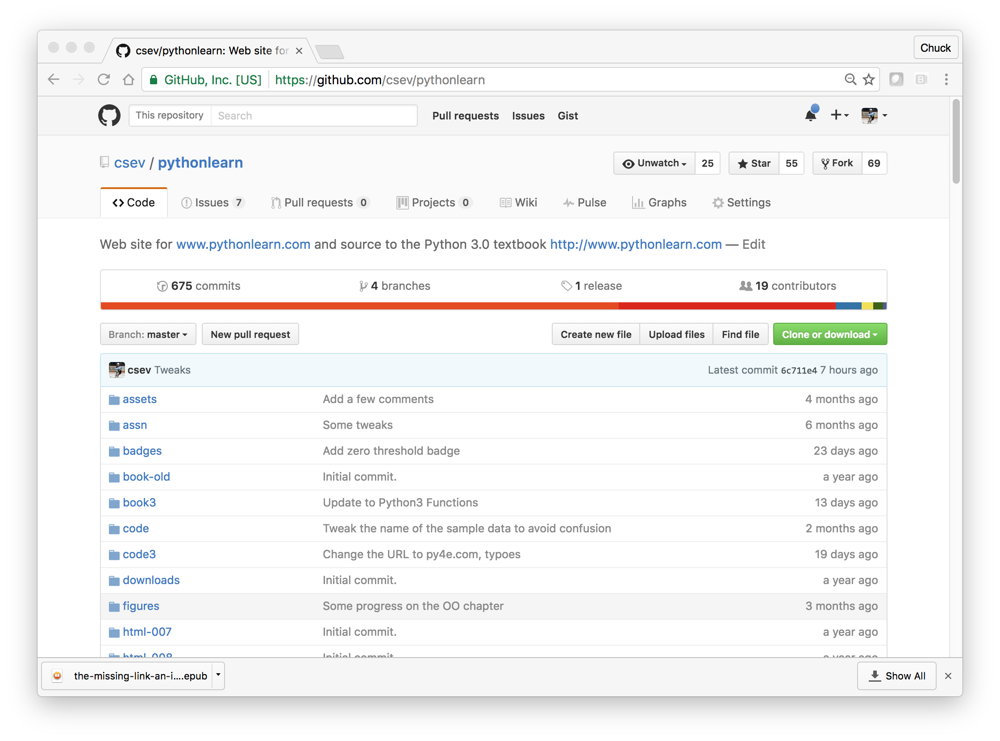 csev/pythonlearn: Web site for
Chuck
GitHub, Inc. [US] https://github.com/csev/pythonlearn
This repository Search Pull requests Issues Gist
csev / pythonlearn Unwatch 25 Star 55 Fork 69
Code Issues 7 Pull requests 0 Projects 0 Wiki Pulse Graphs Settings
Web site for www.pythonlearn.com and source to the Python 3.0 textbook http://www.pythonlearn.com — Edit
675 commits 4 branches 1 release 19 contributors
Branch: master New pull request Create new file Upload files Find file Clone or download
csev Tweaks Latest commit 6c711e4 7 hours ago
assets Add a few comments 4 months ago
assn Some tweaks 6 months ago
badges Add zero threshold badge 23 days ago
book-old Initial commit. a year ago
book3 Update to Python3 Functions 13 days ago
code Tweak the name of the sample data to avoid confusion 2 months ago
code3 Change the URL to py4e.com, typoes 19 days ago
downloads Initial commit. a year ago
figures Some progress on the OO chapter 3 months ago
html-007 Initial commit. a year ago
html-008 Initial commit. a year ago
the-missing-link-an-i....epub Show All